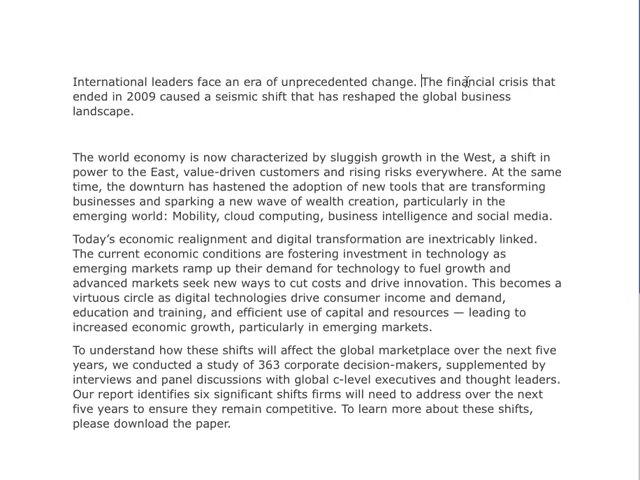 International leaders face an era of unprecedented change. The financial crisis that
ended in 2009 caused a seismic shift that has reshaped the global business
landscape.
The world economy is now characterized by sluggish growth in the West, a shift in
power to the East, value-driven customers and rising risks everywhere. At the same
time, the downturn has hastened the adoption of new tools that are transforming
businesses and sparking a new wave of wealth creation, particularly in the
emerging world: Mobility, cloud computing, business intelligence and social media.
Today’s economic realignment and digital transformation are inextricably linked.
The current economic conditions are fostering investment in technology as
emerging markets ramp up their demand for technology to fuel growth and
advanced markets seek new ways to cut costs and drive innovation. This becomes a
virtuous circle as digital technologies drive consumer income and demand,
education and training, and efficient use of capital and resources — leading to
increased economic growth, particularly in emerging markets.
To understand how these shifts will affect the global marketplace over the next five
years, we conducted a study of 363 corporate decision-makers, supplemented by
interviews and panel discussions with global c-level executives and thought leaders.
Our report identifies six significant shifts firms will need to address over the next
five years to ensure they remain competitive. To learn more about these shifts,
please download the paper.